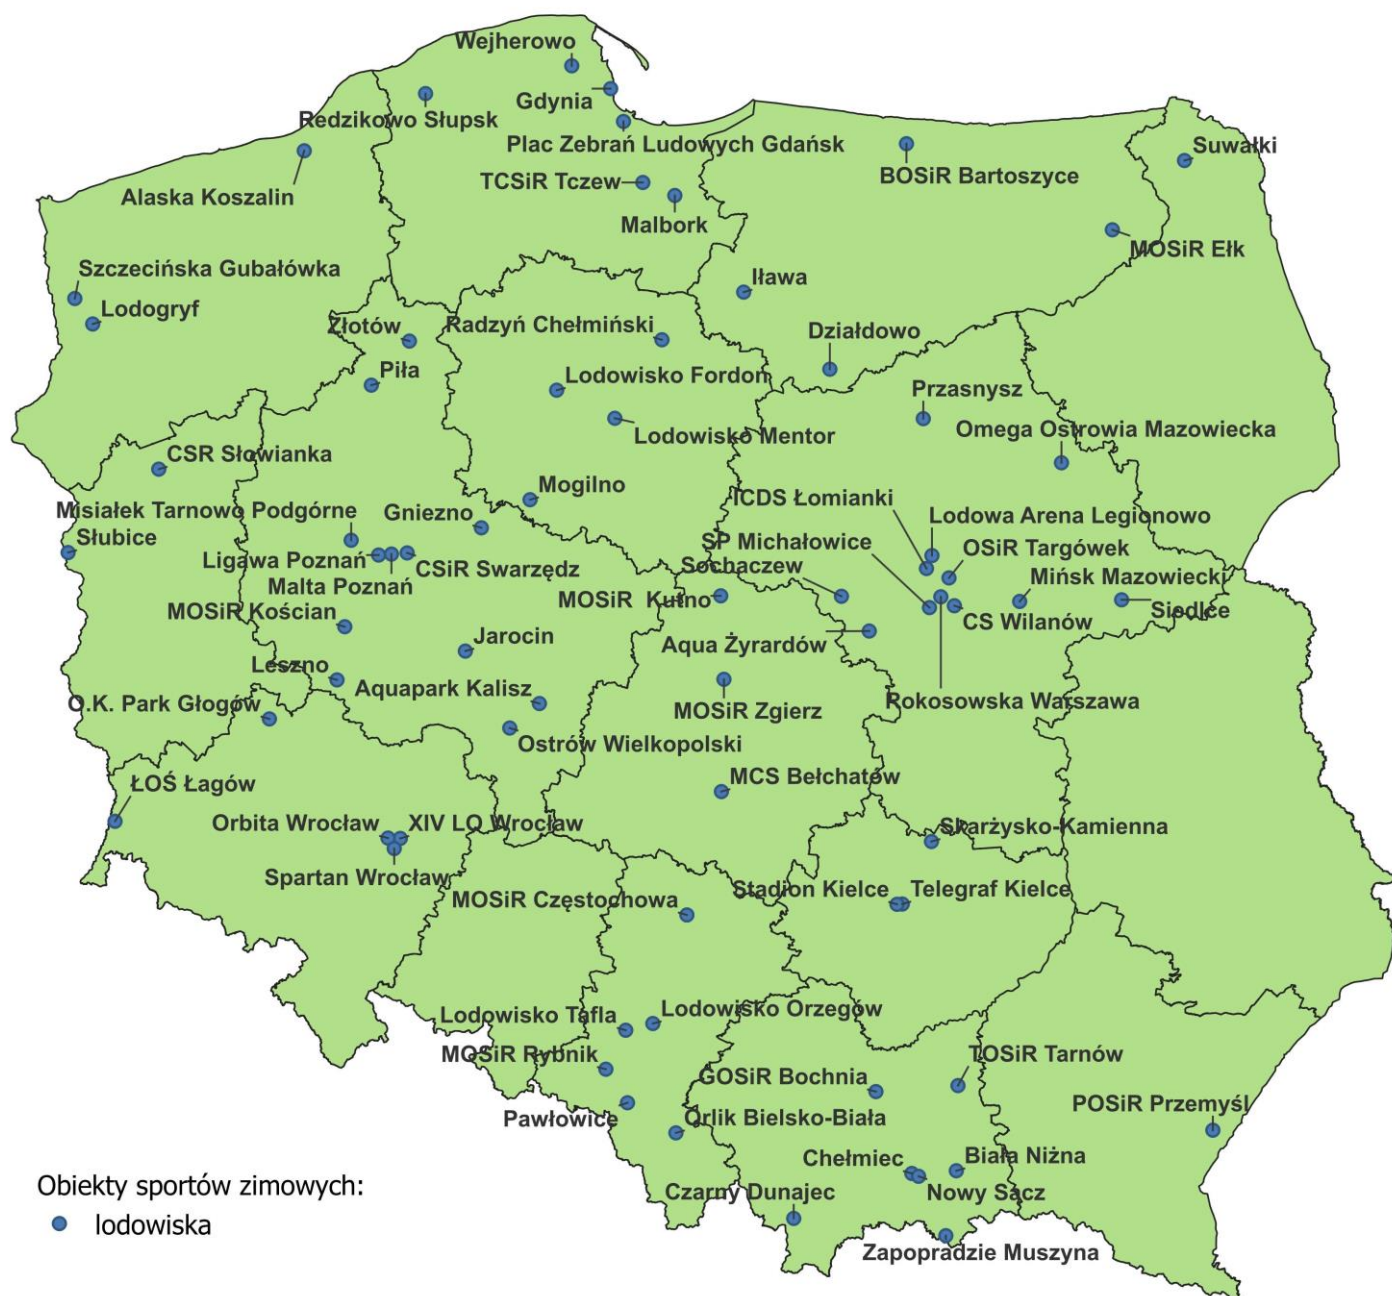 Wejherowo
Gdynia
Redzikowo Słupsk
Plac Zebrań Ludowych Gdańsk
Suwałki
BOSiR Bartoszyce
TCSiR Tczew
Alaska Koszalin
Malbork
MOSiR Ełk
Szczecińska Gubałówka
Iława
Lodogryf
Złotów
Radzyń Chełmiński
Działdowo
Piła
Lodowisko Fordon
Przasnysz
Lodowisko Mentor
Omega Ostrowia Mazowiecka
CSR Słowianka
Mogilno
ICDS Łomianki
Misiałek Tarnowo Podgórne
Gniezno
Lodowa Arena Legionowo
Słubice
SP Michałowice
OSiR Targówek
Ligawa Poznań
CSiR Swarzędz
Sochaczew
Mińsk Mazowiecki
Malta Poznań
MOSiR Kutno
Siedlce
MOSiR Kościan
CS Wilanów
Jarocin
Aqua Żyrardów
Leszno
Aquapark Kalisz
O.K. Park Głogów
MOSiR Zgierz
Rokosowska Warszawa
Ostrów Wielkopolski
ŁOŚ Łagów
MCS Bełchatów
Orbita Wrocław
XIV LO Wrocław
Skarżysko-Kamienna
Spartan Wrocław
Stadion Kielce
Telegraf Kielce
MOSiR Częstochowa
Lodowisko Tafla
Lodowisko Orzegów
MOSiR Rybnik
TOSiR Tarnów
GOSiR Bochnia
POSiR Przemyśl
Pawłowice
Orlik Bielsko-Biała
Chełmiec
Biała Niżna
Czarny Dunajec
Nowy Sącz
Zapopradzie Muszyna
Obiekty sportów zimowych:
lodowiska